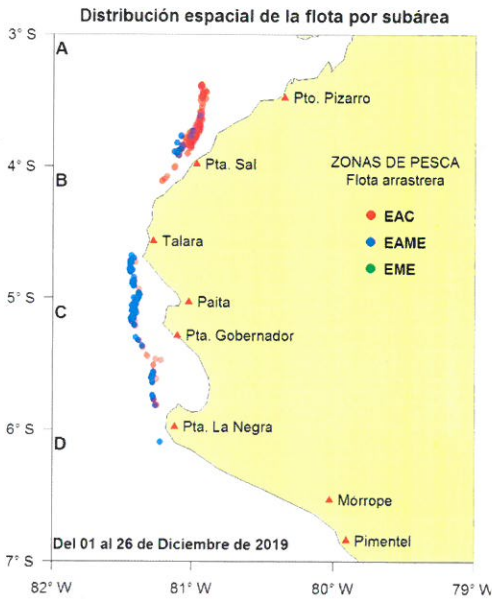 Distribución espacial de la flota por subárea
3° S
A
Pto. Pizarro
4° S
Pta. Sal
ZONAS DE PESCA
B
Flota arrastrera
EAC
Talara
EAME
EME
5° S
Paita
C
Pta. Gobernador
6° S
Pta. La Negra
D
Mórrope
Del 01 al 26 de Diciembre de 2019
Pimentel
7° S
82° W
81° W
80° W
79° W